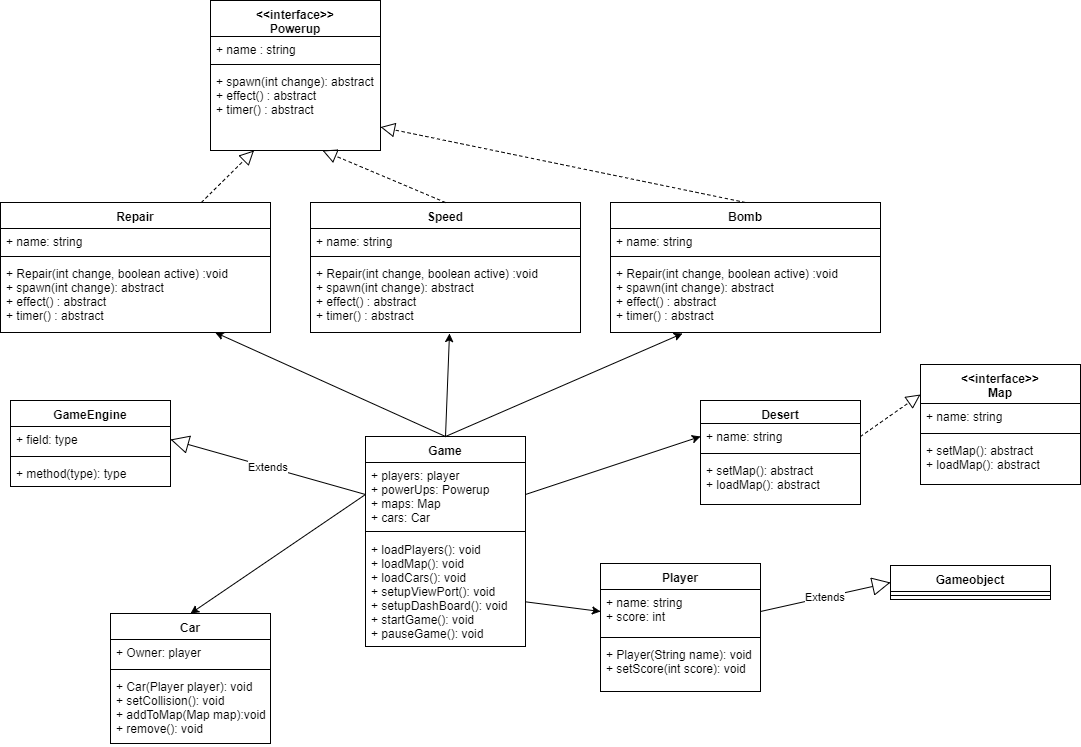 <<interface>>
Powerup
+ name : string
+ spawn(int change): abstract
+ effect() : abstract
+ timer() : abstract
Repair
+ name: string
+ Repair(int change, boolean active) :void
+ spawn(int change): abstract
+ effect() : abstract
+ timer() : abstract
Speed
+ name: string
+ Repair(int change, boolean active) :void
+ spawn(int change): abstract
+ effect() : abstract
+ timer() : abstract
Bomb
+ name: string
+ Repair(int change, boolean active) :void
+ spawn(int change): abstract
+ effect() : abstract
+ timer() : abstract
<<interface>>
Map
+ name: string
+ setMap(): abstract
+ loadMap(): abstract
GameEngine
+ field: type
+ method(type): type
Extends
Game
+ players: player
+ powerUps: Powerup
+ maps: Map
+ cars: Car
+ loadPlayers(): void
+ loadMap(): void
+ loadCars(): void
+ setupViewPort(): void
+ setupDashBoard(): void
+ startGame(): void
+ pauseGame(): void
Desert
+ name: string
+ setMap(): abstract
+ loadMap(): abstract
Player
+ name: string
+ score: int
+ Player(String name): void
+ setScore(int score): void
Extends
Gameobject
Car
+ Owner: player
+ Car(Player player): void
+ setCollision(): void
+ addToMap(Map map):void
+ remove(): void